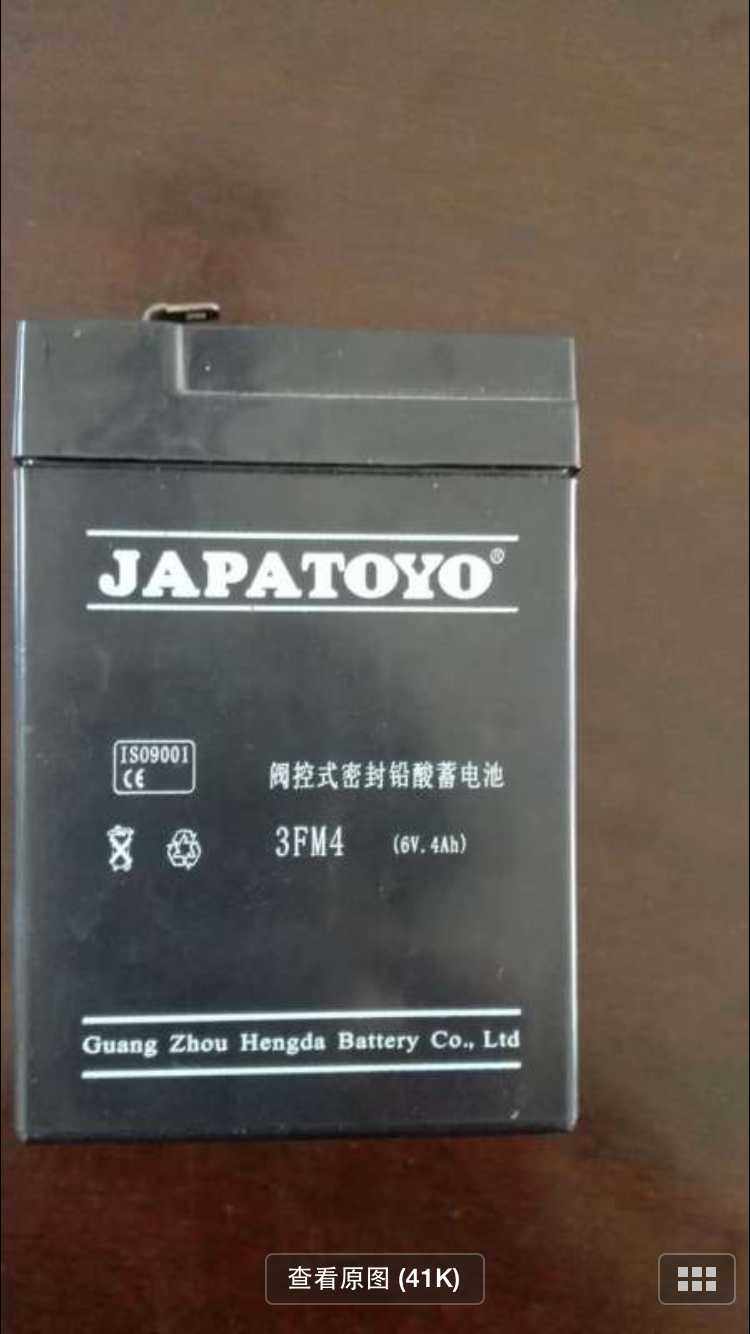 JAPATOYO®
ISO9001
CE
阀控式密封铅酸蓄电池
3FM4 (6V.4Ah)
Guang Zhou Hengda Battery Co., Ltd
查看原图 (41K)